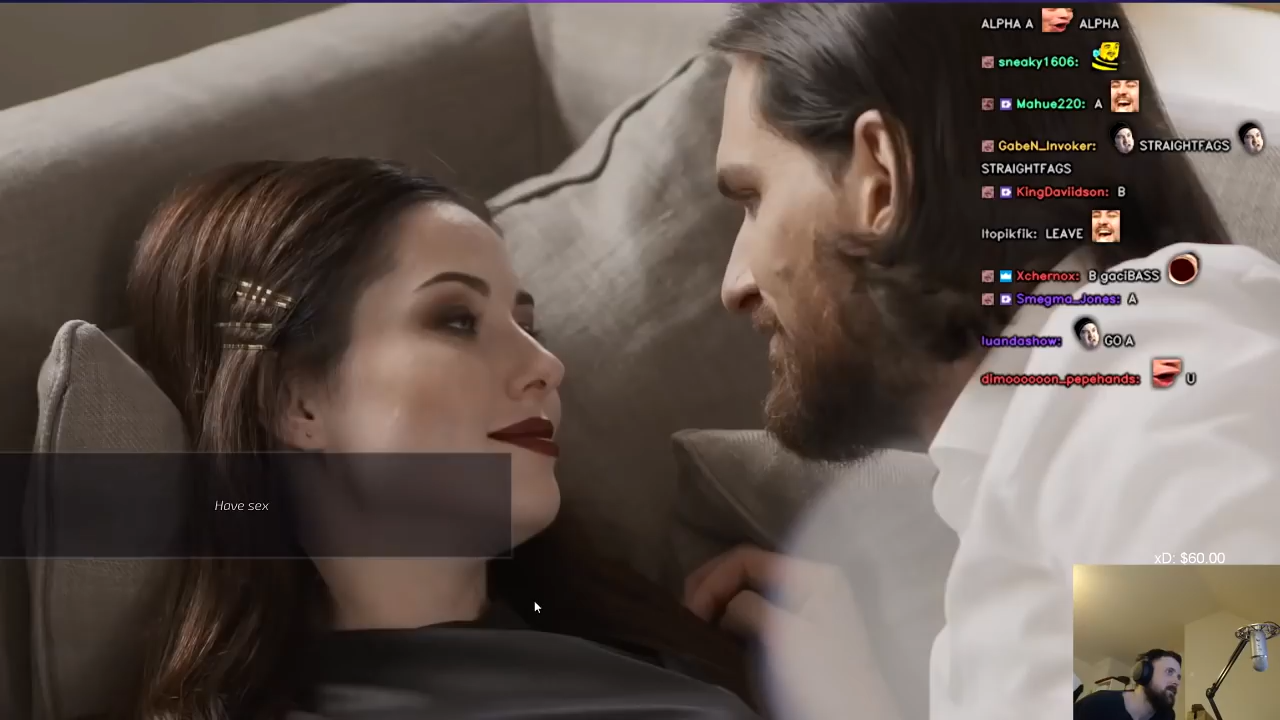 ALPHA A ALPHA
sneaky1606:
Mahue220: A
GabeN_Invoker: STRAIGHTFAGS
STRAIGHTFAGS
KingDaviidson: B
ltopikfik: LEAVE
Xchernox: B gaciBASS
Smegma_Jones: A
luandashow: GO A
dimoooooon_pepehands: U
Have sex
xD: $60.00